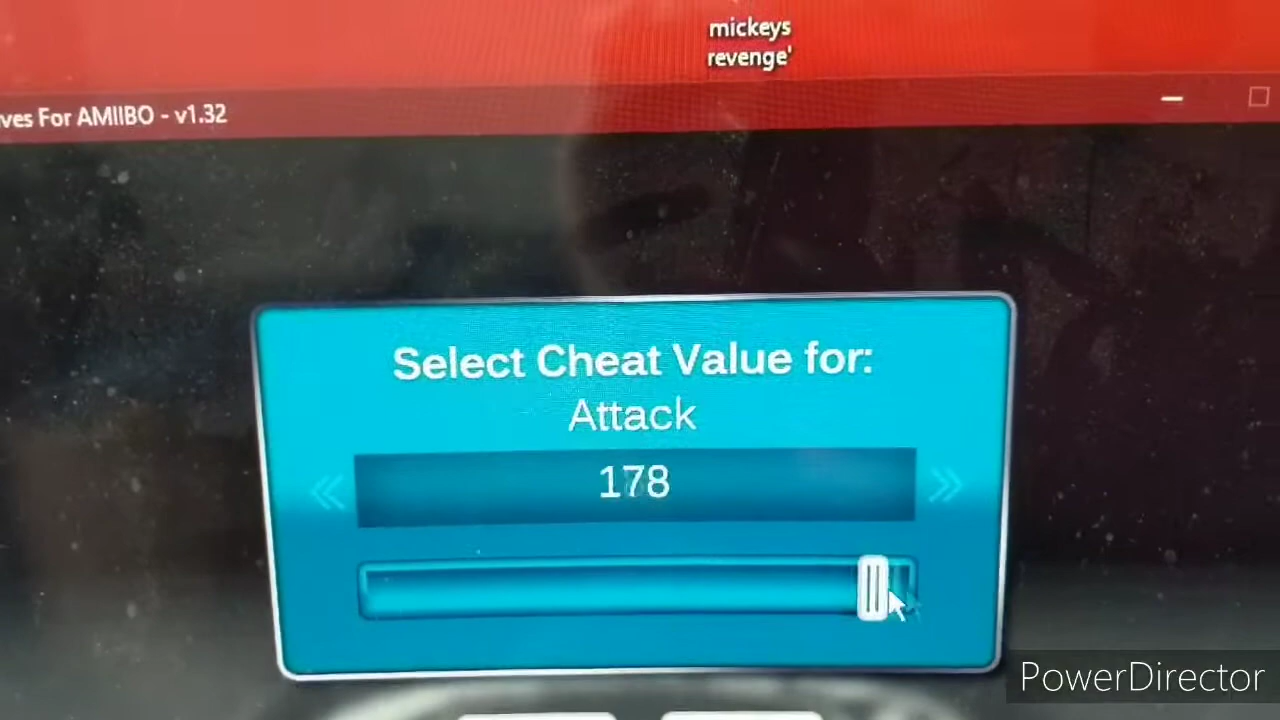 mickeys
revenge'
ves For AMIIBO - v1.32
Select Cheat Value for:
Attack
178
PowerDirector